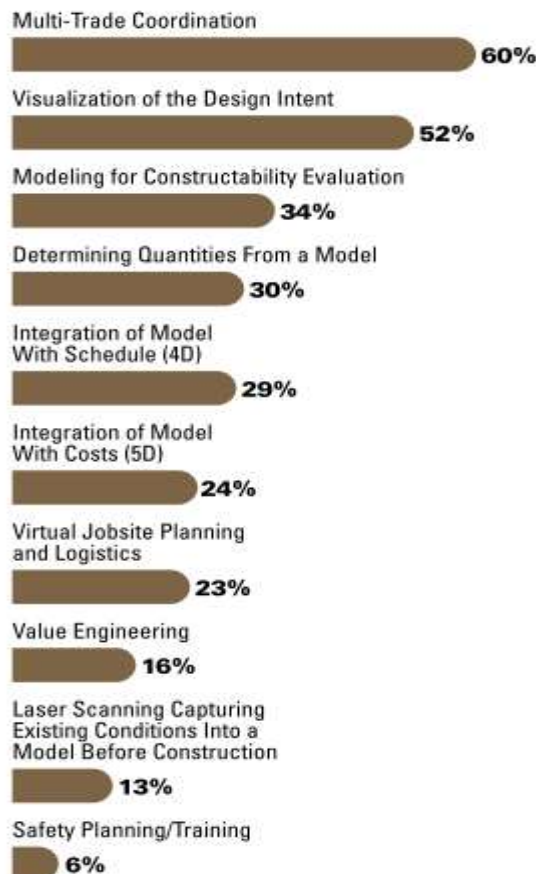 Multi-Trade Coordination
60%
Visualization of the Design Intent
52%
Modeling for Constructability Evaluation
34%
Determining Quantities From a Model
30%
Integration of Model
With Schedule (4D)
29%
Integration of Model
With Costs (5D)
24%
Virtual Jobsite Planning
and Logistics
23%
Value Engineering
16%
Laser Scanning Capturing
Existing Conditions Into a
Model Before Construction
13%
Safety Planning/Training
6%